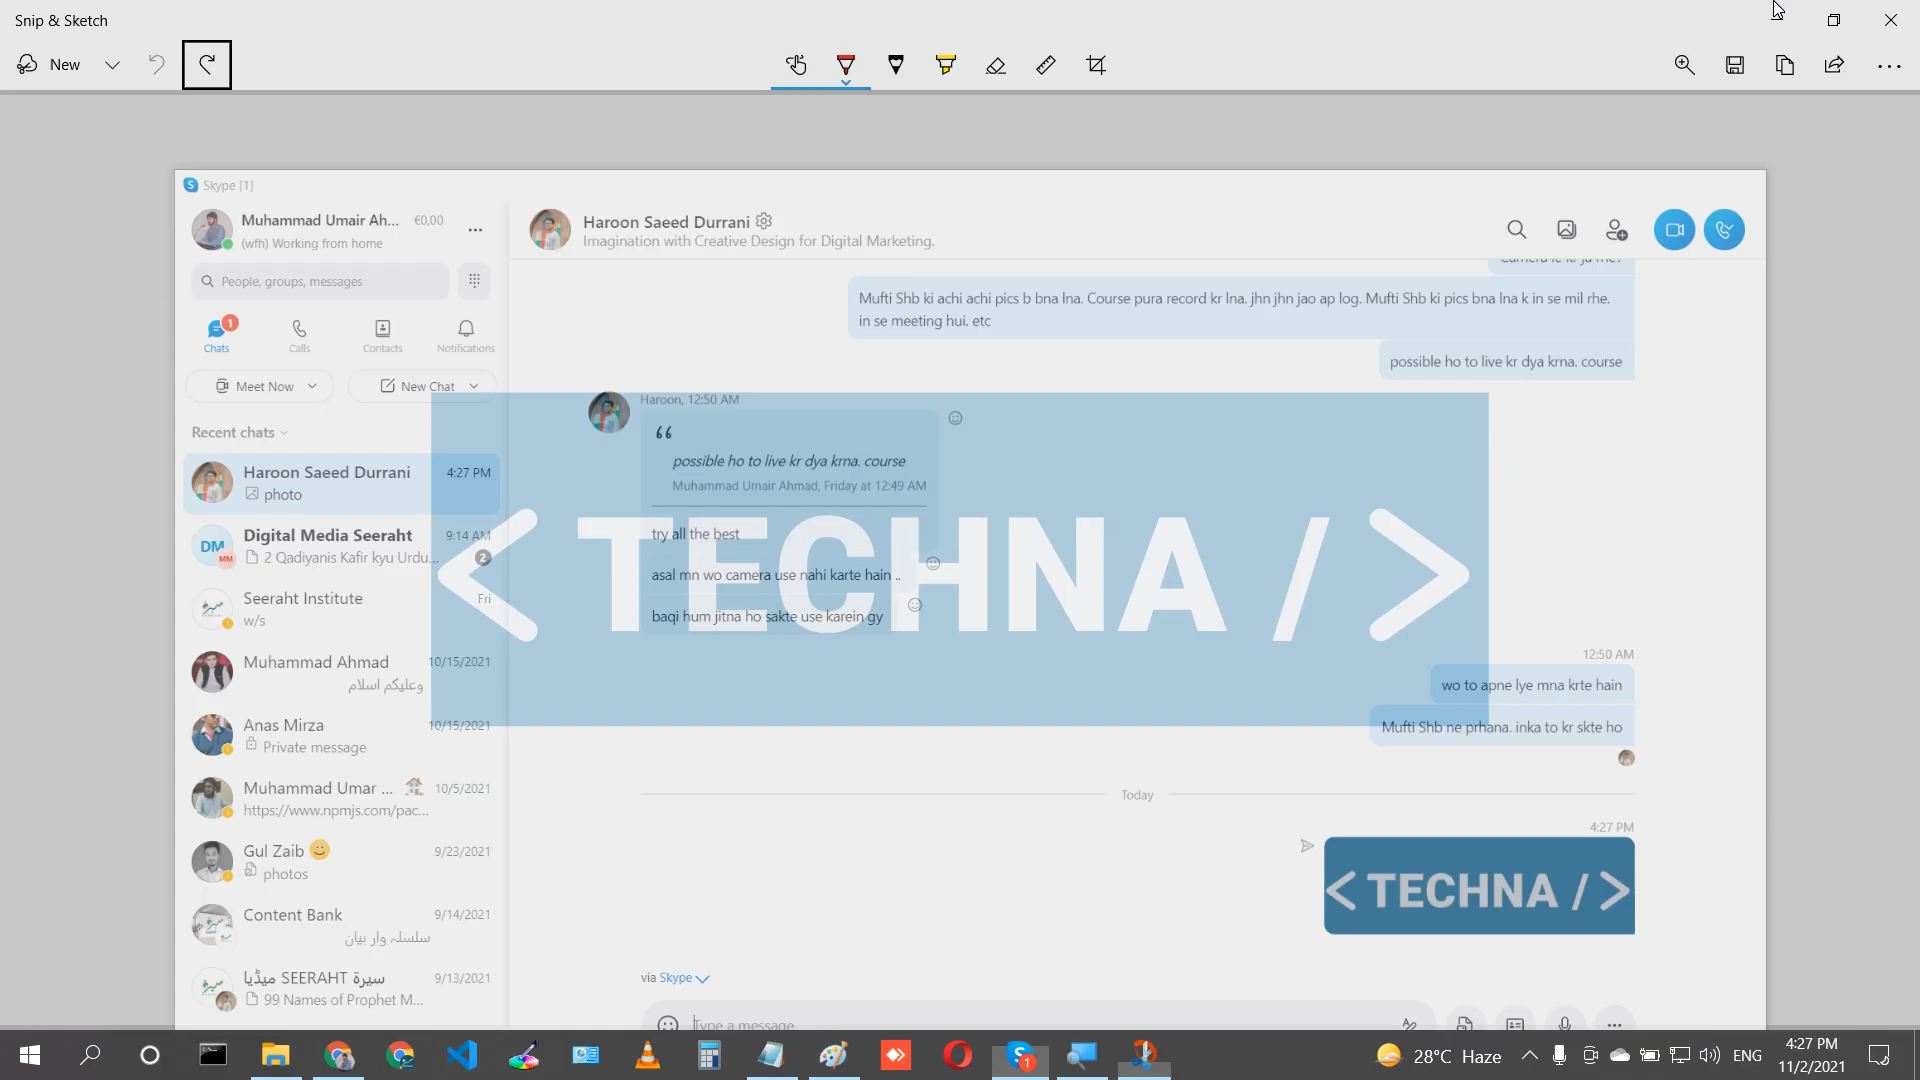 Snip & Sketch
New
Skype [1]
Muhammad Umair Ah...
€0,00
(wfh) Working from home
People, groups, messages
1
Chats
Calls
Contacts
Notifications
Meet Now
New Chat
Recent chats
Haroon Saeed Durrani
4:27 PM
photo
DM
MM
Digital Media Seeraht
9:14 AM
2 Qadiyanis Kafir kyu Urdu...
2
Seeraht Institute
Fri
w/s
Muhammad Ahmad
10/15/2021
وعلیکم اسلام
Anas Mirza
10/15/2021
Private message
Muhammad Umar ...
10/5/2021
https://www.npmjs.com/pac...
Gul Zaib
9/23/2021
photos
Content Bank
9/14/2021
سلسلہ وار بیان
سیرۃ SEERAHT میڈیا
9/13/2021
99 Names of Prophet M...
Haroon Saeed Durrani
Imagination with Creative Design for Digital Marketing.
Mufti Shb ki achi achi pics b bna lna. Course pura record kr lna. jhn jhn jao ap log. Mufti Shb ki pics bna lna k in se mil rhe.
in se meeting hui. etc
possible ho to live kr dya krna. course
Haroon, 12:50 AM
possible ho to live kr dya krna. course
Muhammad Umair Ahmad, Friday at 12:49 AM
try all the best
asal mn wo camera use nahi karte hain ..
baqi hum jitna ho sakte use karein gy
< TECHNA / >
12:50 AM
wo to apne lye mna krte hain
Mufti Shb ne prhana. inka to kr skte ho
Today
4:27 PM
< TECHNA / >
via Skype
Type a message
1
28°C Haze
ENG
4:27 PM
11/2/2021